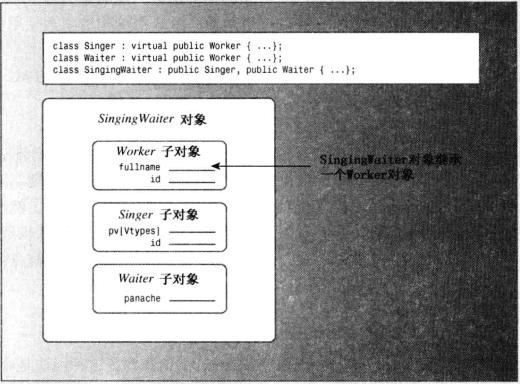 class Singer : virtual public Worker { ...};
class Waiter : virtual public Worker { ...};
class SingingWaiter : public Singer, public Waiter { ...};
SingingWaiter 对象
Worker 子对象
fullname
id
SingingWaiter对象继承
一个Worker对象
Singer 子对象
pv[Vtypes]
id
Waiter 子对象
panache